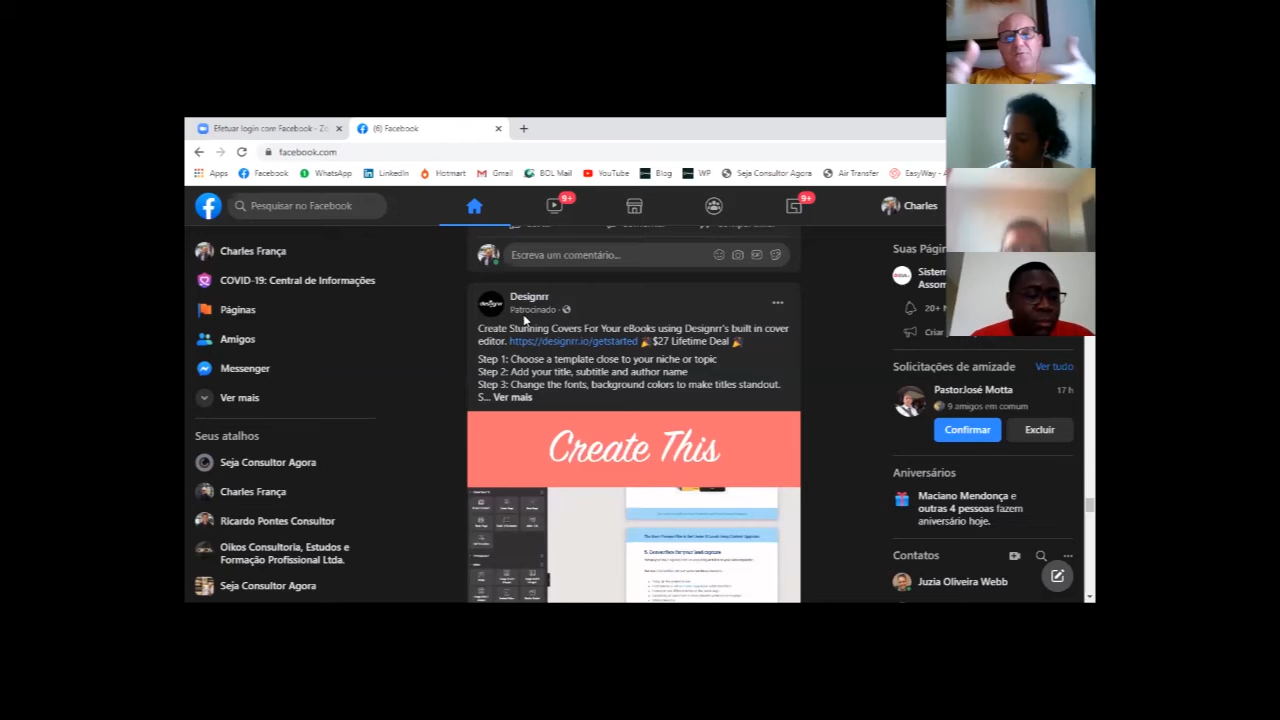 Efetuar login com Facebook - Zo
(6) Facebook
facebook.com
Apps
Facebook
WhatsApp
LinkedIn
Hotmart
Gmail
BOL Mail
YouTube
Blog
WP
Seja Consultor Agora
Air Transfer
EasyWay - A
Pesquisar no Facebook
9+
9+
Charles
Charles França
COVID-19: Central de Informações
Páginas
Amigos
Messenger
Ver mais
Seus atalhos
Seja Consultor Agora
Charles França
Ricardo Pontes Consultor
Oikos Consultoria, Estudos e
Formação Profissional Ltda.
Seja Consultor Agora
Escreva um comentário...
Designrr
Patrocinado ·
Create Stunning Covers For Your eBooks using Designrr's built in cover
editor. https://designrr.io/getstarted 🎉 $27 Lifetime Deal 🎉
Step 1: Choose a template close to your niche or topic
Step 2: Add your title, subtitle and author name
Step 3: Change the fonts, background colors to make titles standout.
S... Ver mais
Create This
Suas Pági
Sistem
Assom
20+ N
Criar
Solicitações de amizade
Ver tudo
PastorJosé Motta
17 h
9 amigos em comum
Confirmar
Excluir
Aniversários
Maciano Mendonça e
outras 4 pessoas fazem
aniversário hoje.
Contatos
Juzia Oliveira Webb